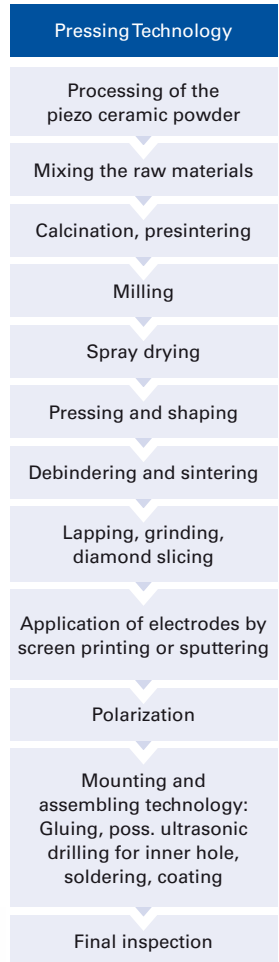 Pressing Technology
Processing of the
piezo ceramic powder
Mixing the raw materials
Calcination, presintering
Milling
Spray drying
Pressing and shaping
Debindering and sintering
Lapping, grinding,
diamond slicing
Application of electrodes by
screen printing or sputtering
Polarization
Mounting and
assembling technology:
Gluing, poss. ultrasonic
drilling for inner hole,
soldering, coating
Final inspection